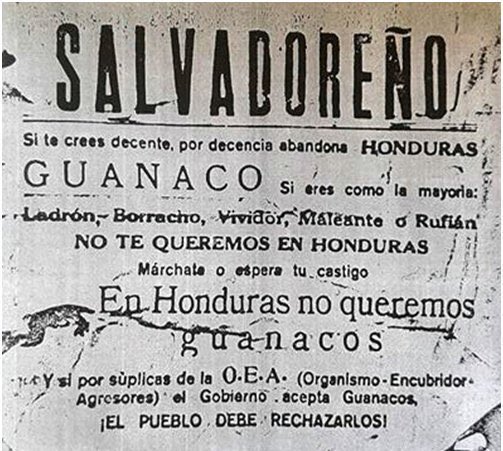 SALVADOREÑO
Si te crees decente, por decencia abandona HONDURAS
GUANACO Si eres como la mayoria:
Ladrón, Borracho, Vividor, Maleante o Rufián
NO TE QUEREMOS EN HONDURAS
Márchate o espera tu castigo
En Honduras no queremos
guanacos
Y si por sùplicas de la O.E.A. (Organismo-Encubridor-
Agresores) el Gobierno acepta Guanacos,
¡EL PUEBLO DEBE RECHAZARLOS!